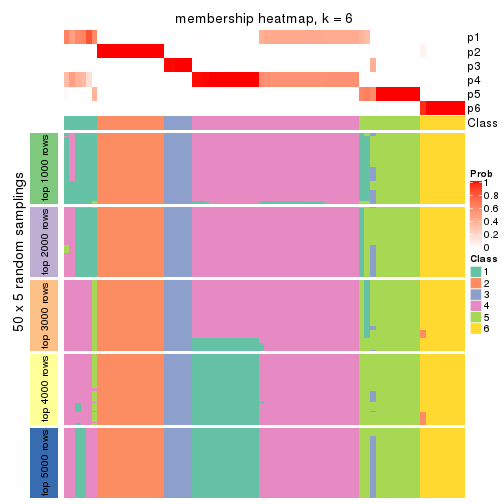 membership heatmap, k = 6
p1
p2
p3
p4
p5
p6
Class
50 x 5 random samplings
top 1000 rows
top 2000 rows
top 3000 rows
top 4000 rows
top 5000 rows
Prob
1
0.8
0.6
0.4
0.2
0
Class
1
2
3
4
5
6